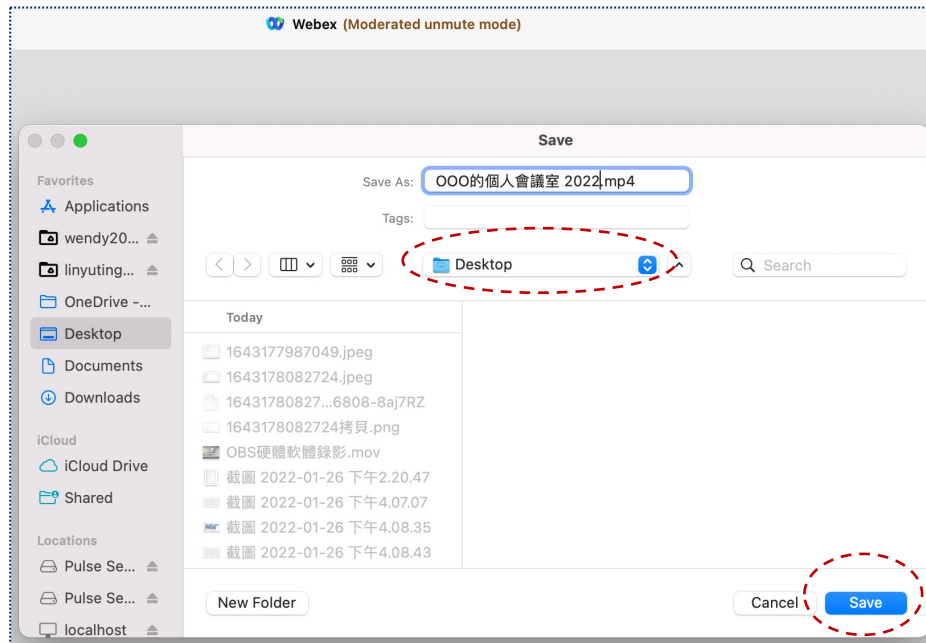 Webex (Moderated unmute mode)
Save
Favorites
Applications
wendy20...
linyuting...
OneDrive -...
Desktop
Documents
Downloads
iCloud
iCloud Drive
Shared
Locations
Pulse Se...
Pulse Se...
localhost
Save As: OOO的個人會議室 2022.mp4
Tags:
Desktop
Search
Today
1643177987049.jpeg
1643178082724.jpeg
16431780827...6808-8aj7RZ
1643178082724拷貝.png
OBS硬體軟體錄影.mov
截圖 2022-01-26 下午2.20.47
截圖 2022-01-26 下午4.07.07
截圖 2022-01-26 下午4.08.35
截圖 2022-01-26 下午4.08.43
New Folder
Cancel
Save